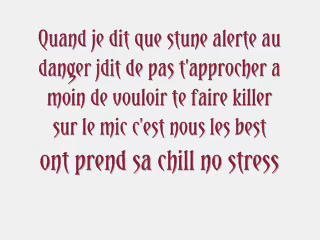 Quand je dit que stune alerte au
danger jdit de pas t'approcher a
moin de vouloir te faire killer
sur le mic c'est nous les best
ont prend sa chill no stress